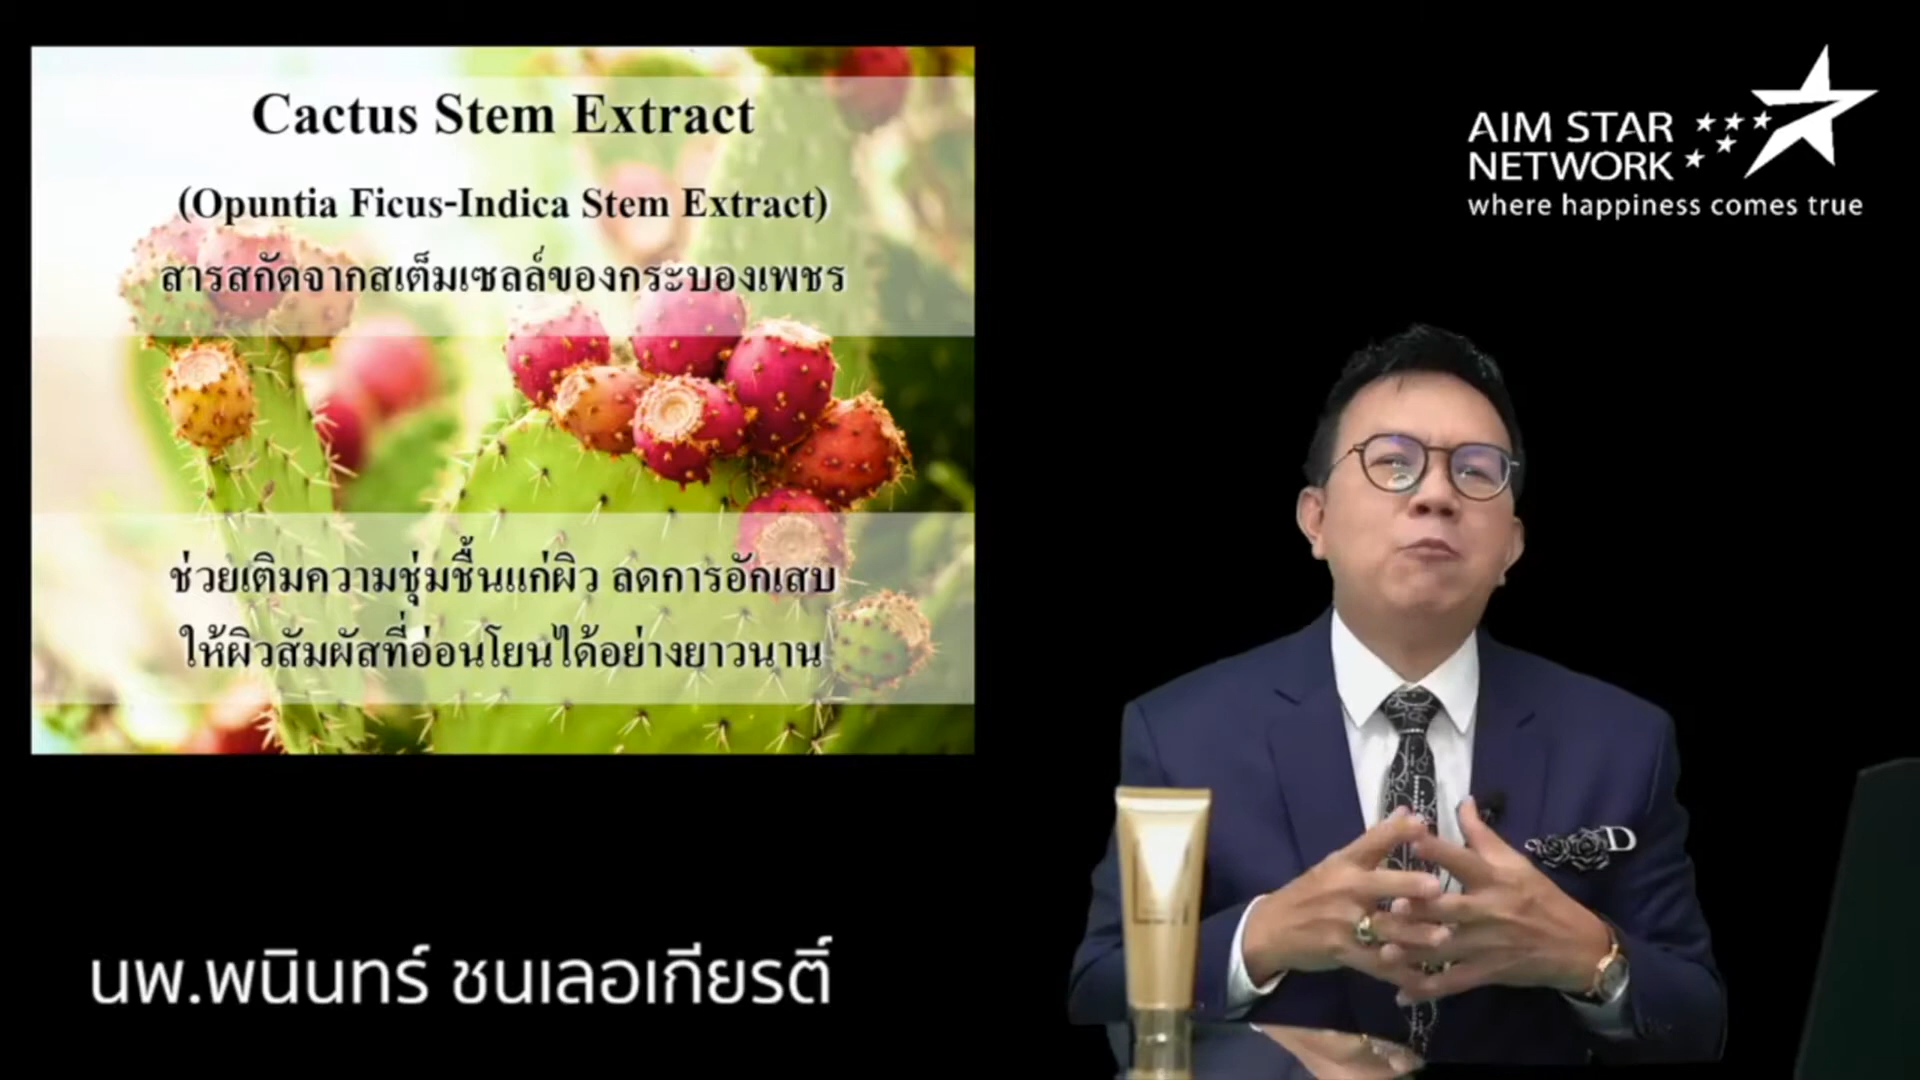 Cactus Stem Extract
(Opuntia Ficus-Indica Stem Extract)
สารสกัดจากสเต็มเซลล์ของกระบองเพชร
ช่วยเติมความชุ่มชื้นแก่ผิว ลดการอักเสบ
ให้ผิวสัมผัสที่อ่อนโยนได้อย่างยาวนาน
AIM STAR
NETWORK
where happiness comes true
นพ.พนินทร์ ชนเลอเกียรติ์